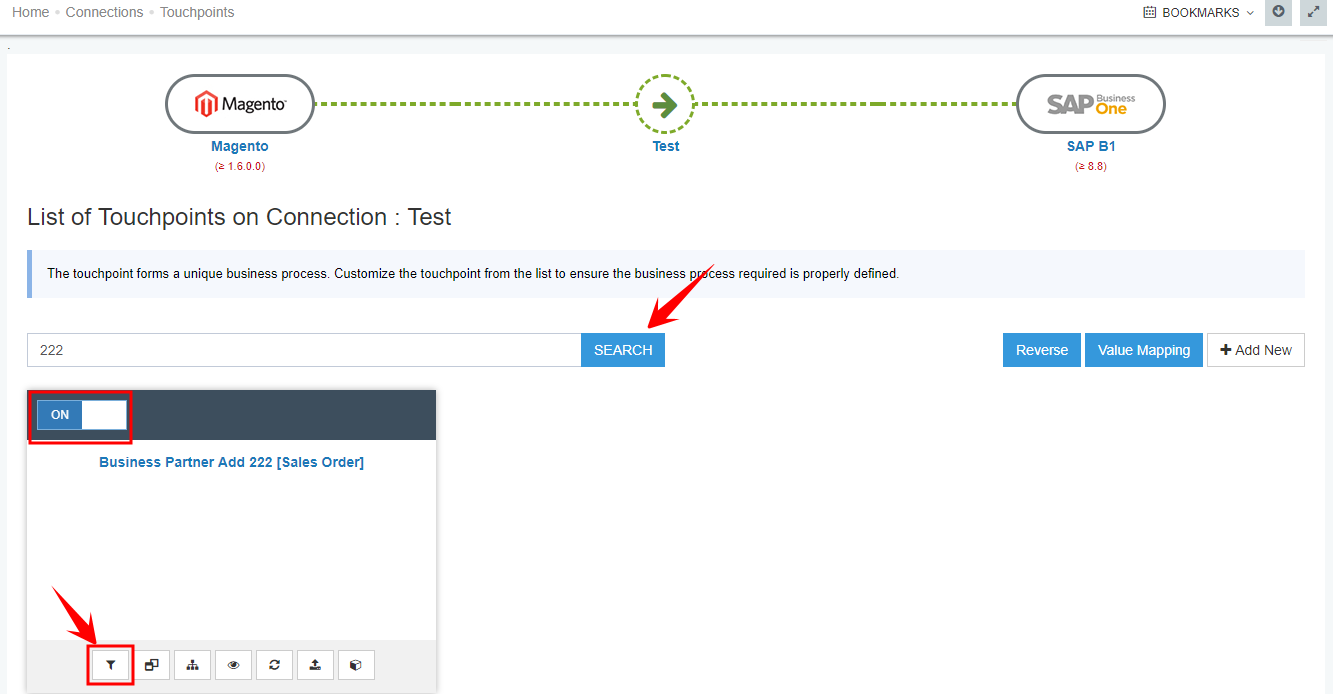 Home • Connections • Touchpoints
BOOKMARKS
Magento
SAP Business One
Magento
Test
SAP B1
(≥ 1.6.0.0)
(≥ 8.8)
List of Touchpoints on Connection : Test
The touchpoint forms a unique business process. Customize the touchpoint from the list to ensure the business process required is properly defined.
222
SEARCH
Reverse
Value Mapping
Add New
ON
Business Partner Add 222 [Sales Order]